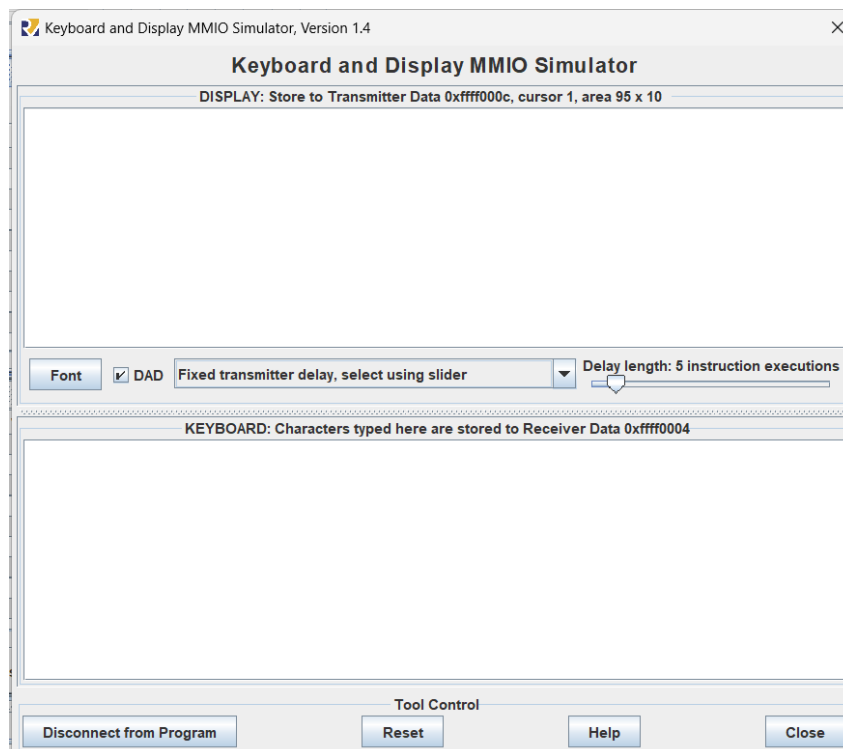 Keyboard and Display MMIO Simulator, Version 1.4
Keyboard and Display MMIO Simulator
DISPLAY: Store to Transmitter Data 0xffff000c, cursor 1, area 95 x 10
Font
DAD
Fixed transmitter delay, select using slider
Delay length: 5 instruction executions
KEYBOARD: Characters typed here are stored to Receiver Data 0xffff0004
Tool Control
Disconnect from Program
Reset
Help
Close